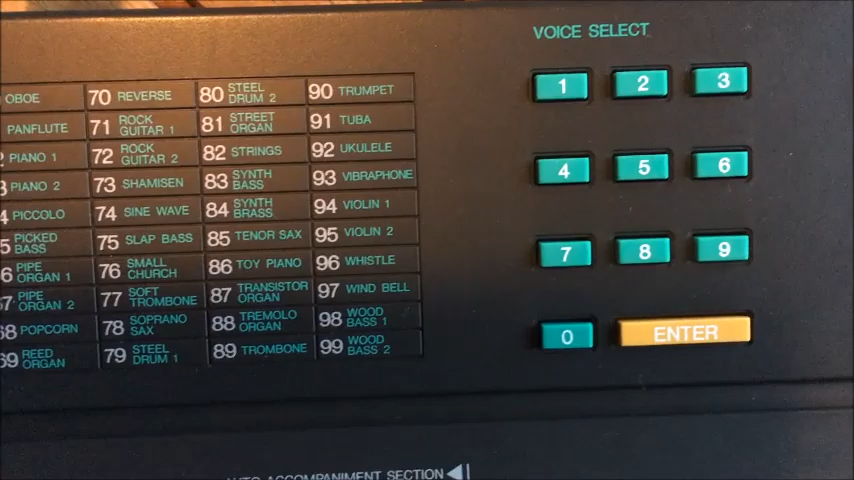 VOICE SELECT
OBOE
PANFLUTE
PIANO 1
PIANO 2
PICCOLO
PICKED
BASS
PIPE
ORGAN 1
PIPE
ORGAN 2
68 POPCORN
69 REED
ORGAN
70 REVERSE
71 ROCK
GUITAR 1
72 ROCK
GUITAR 2
73 SHAMISEN
74 SINE WAVE
75 SLAP BASS
76 SMALL
CHURCH
77 SOFT
TROMBONE
78 SOPRANO
SAX
79 STEEL
DRUM 1
80 STEEL
DRUM 2
81 STREET
ORGAN
82 STRINGS
83 SYNTH
BASS
84 SYNTH
BRASS
85 TENOR SAX
86 TOY PIANO
87 TRANSISTOR
ORGAN
88 TREMOLO
ORGAN
89 TROMBONE
90 TRUMPET
91 TUBA
92 UKULELE
93 VIBRAPHONE
94 VIOLIN 1
95 VIOLIN 2
96 WHISTLE
97 WIND BELL
98 WOOD
BASS 1
99 WOOD
BASS 2
1 2 3
4 5 6
7 8 9
0 ENTER
AUTO ACCOMPANIMENT SECTION